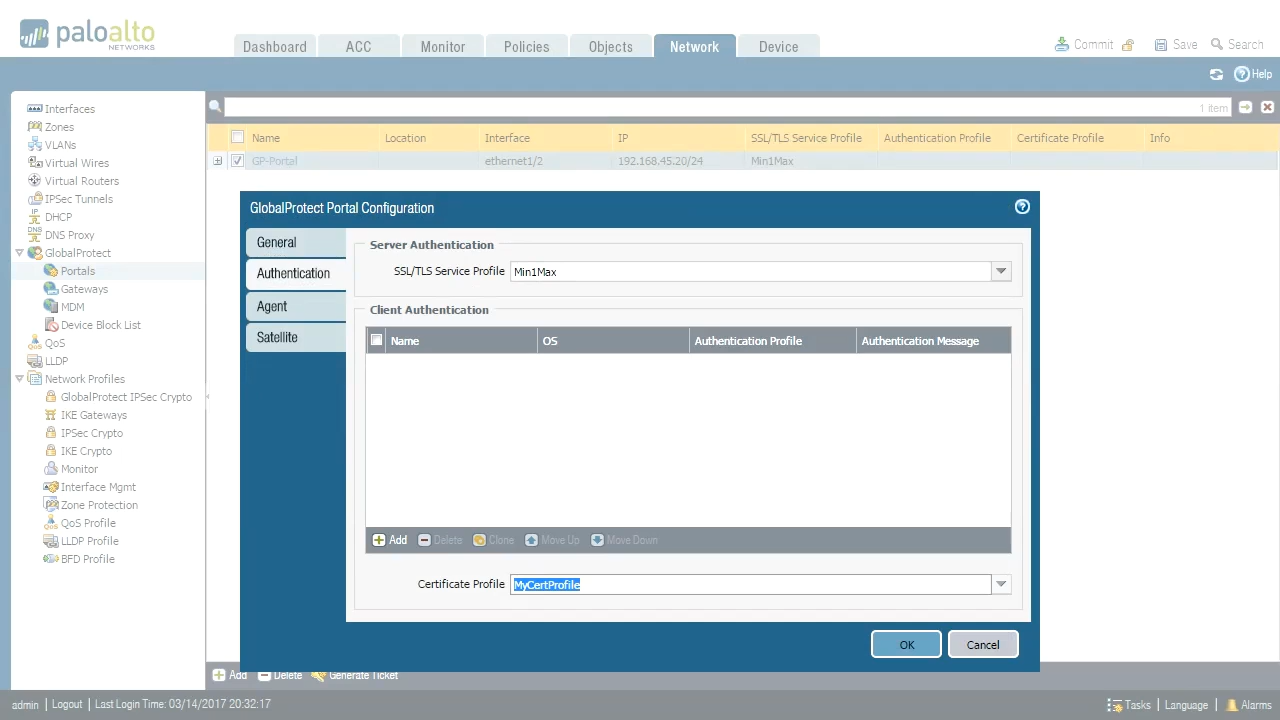 paloalto
NETWORKS
Dashboard ACC Monitor Policies Objects Network Device
Commit Save Search
Help
1 item
Name Location Interface IP SSL/TLS Service Profile Authentication Profile Certificate Profile Info
GP-Portal ethernet1/2 192.168.45.20/24 Min1Max
Interfaces
Zones
VLANs
Virtual Wires
Virtual Routers
IPSec Tunnels
DHCP
DNS Proxy
GlobalProtect
Portals
Gateways
MDM
Device Block List
QoS
LLDP
Network Profiles
GlobalProtect IPSec Crypto
IKE Gateways
IPSec Crypto
IKE Crypto
Monitor
Interface Mgmt
Zone Protection
QoS Profile
LLDP Profile
BFD Profile
GlobalProtect Portal Configuration
General
Authentication
Agent
Satellite
Server Authentication
SSL/TLS Service Profile Min1Max
Client Authentication
Name OS Authentication Profile Authentication Message
Add Delete Clone Move Up Move Down
Certificate Profile MyCertProfile
OK Cancel
Add Delete Generate Ticket
admin | Logout | Last Login Time: 03/14/2017 20:32:17
Tasks | Language | Alarms